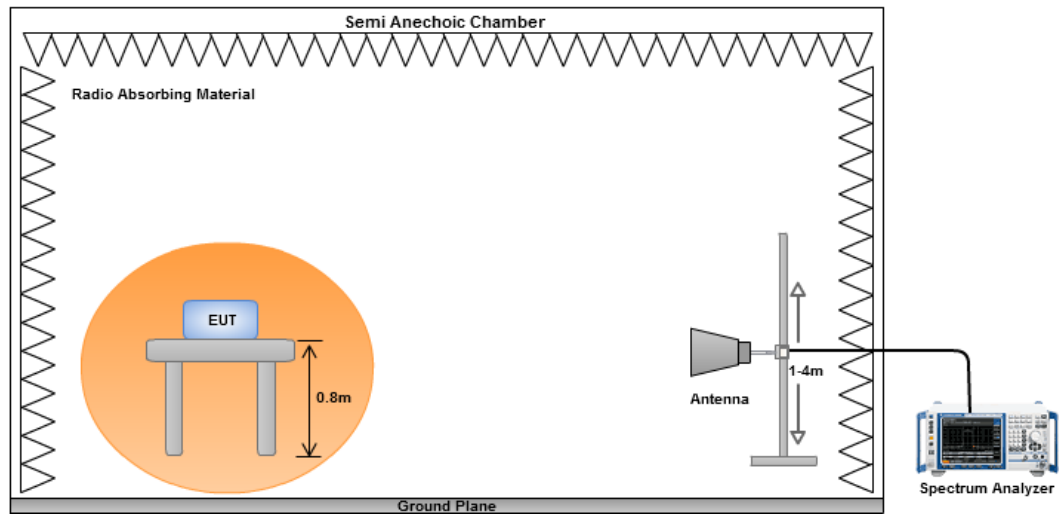 Semi Anechoic Chamber
Radio Absorbing Material
EUT
0.8m
1-4m
Antenna
Spectrum Analyzer
Ground Plane